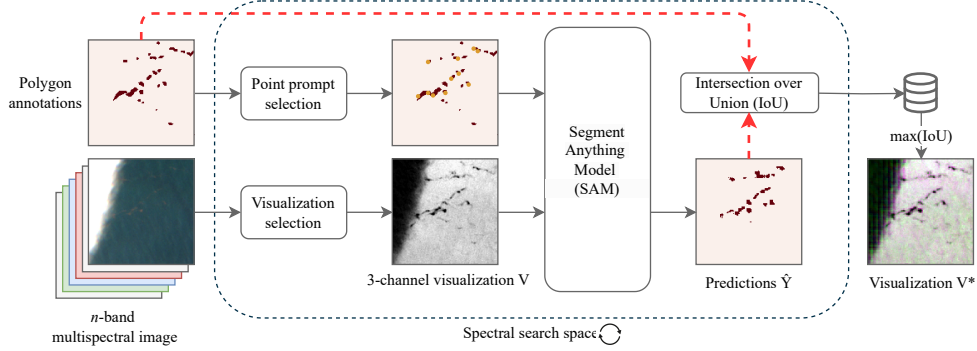 Polygon
annotations
Point prompt
selection
Intersection over
Union (IoU)
max(IoU)
Segment
Anything
Model
(SAM)
Visualization
selection
3-channel visualization V
Predictions Ŷ
Visualization V*
n-band
multispectral image
Spectral search space